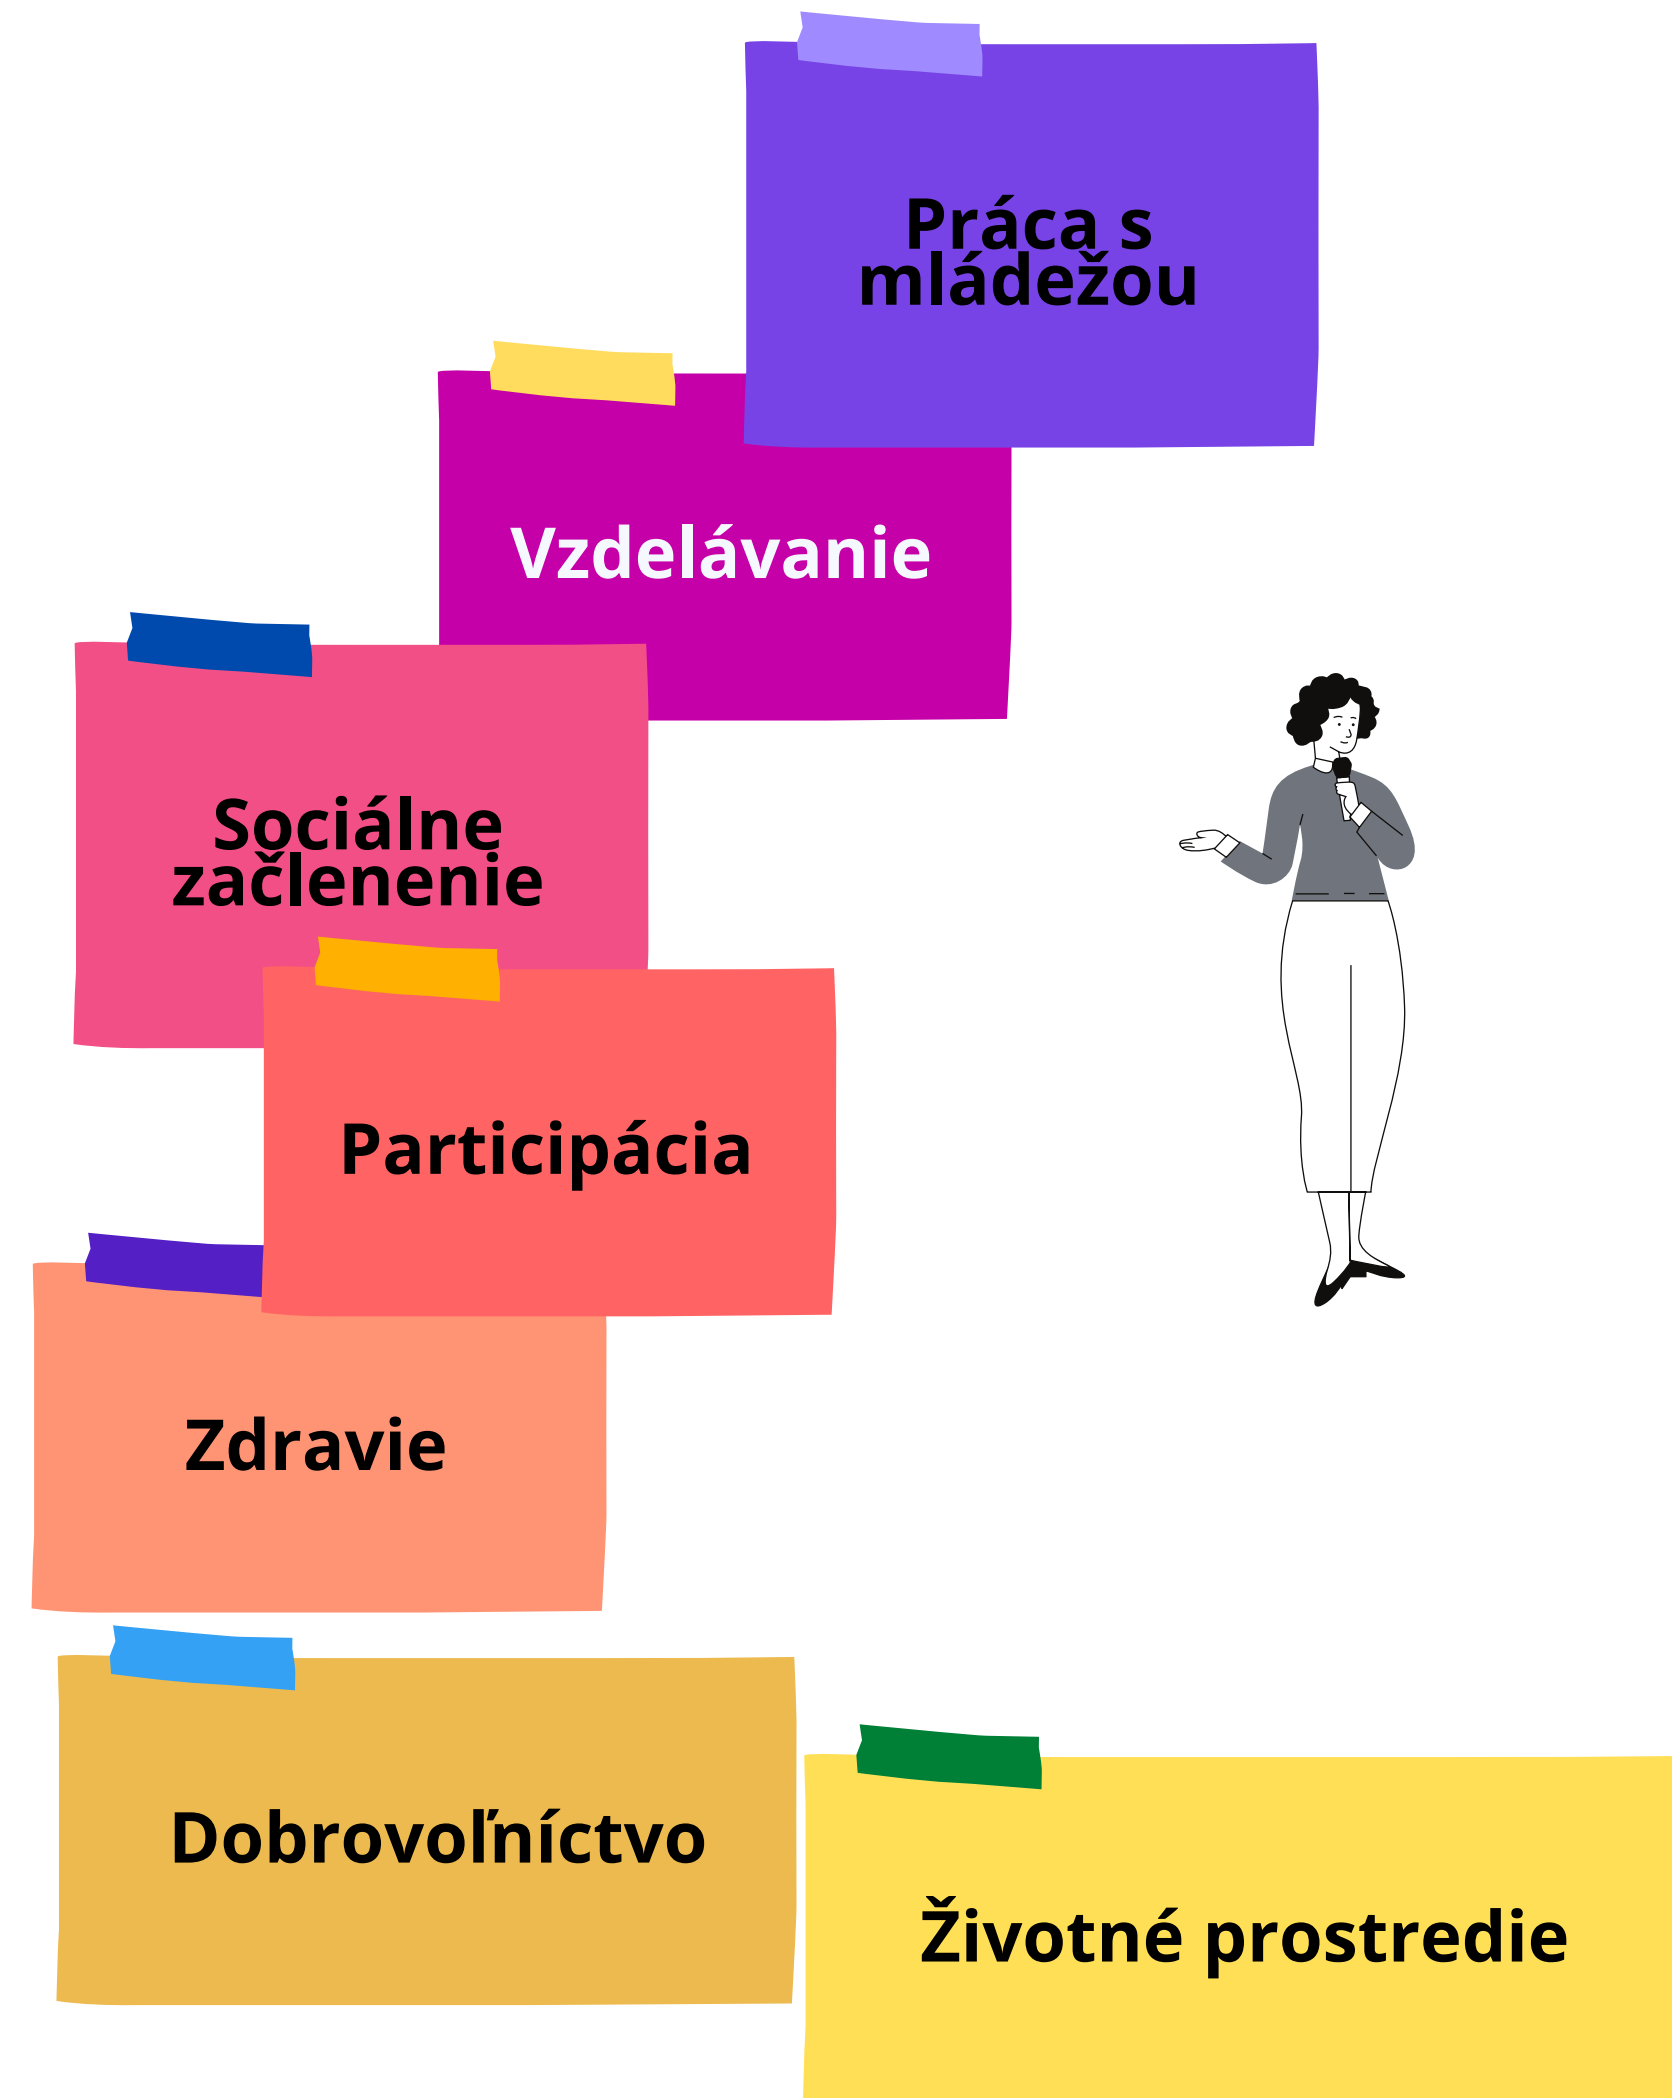 Práca s
mládežou
Vzdelávanie
Sociálne
začlenenie
Participácia
Zdravie
Dobrovoľníctvo
Životné prostredie